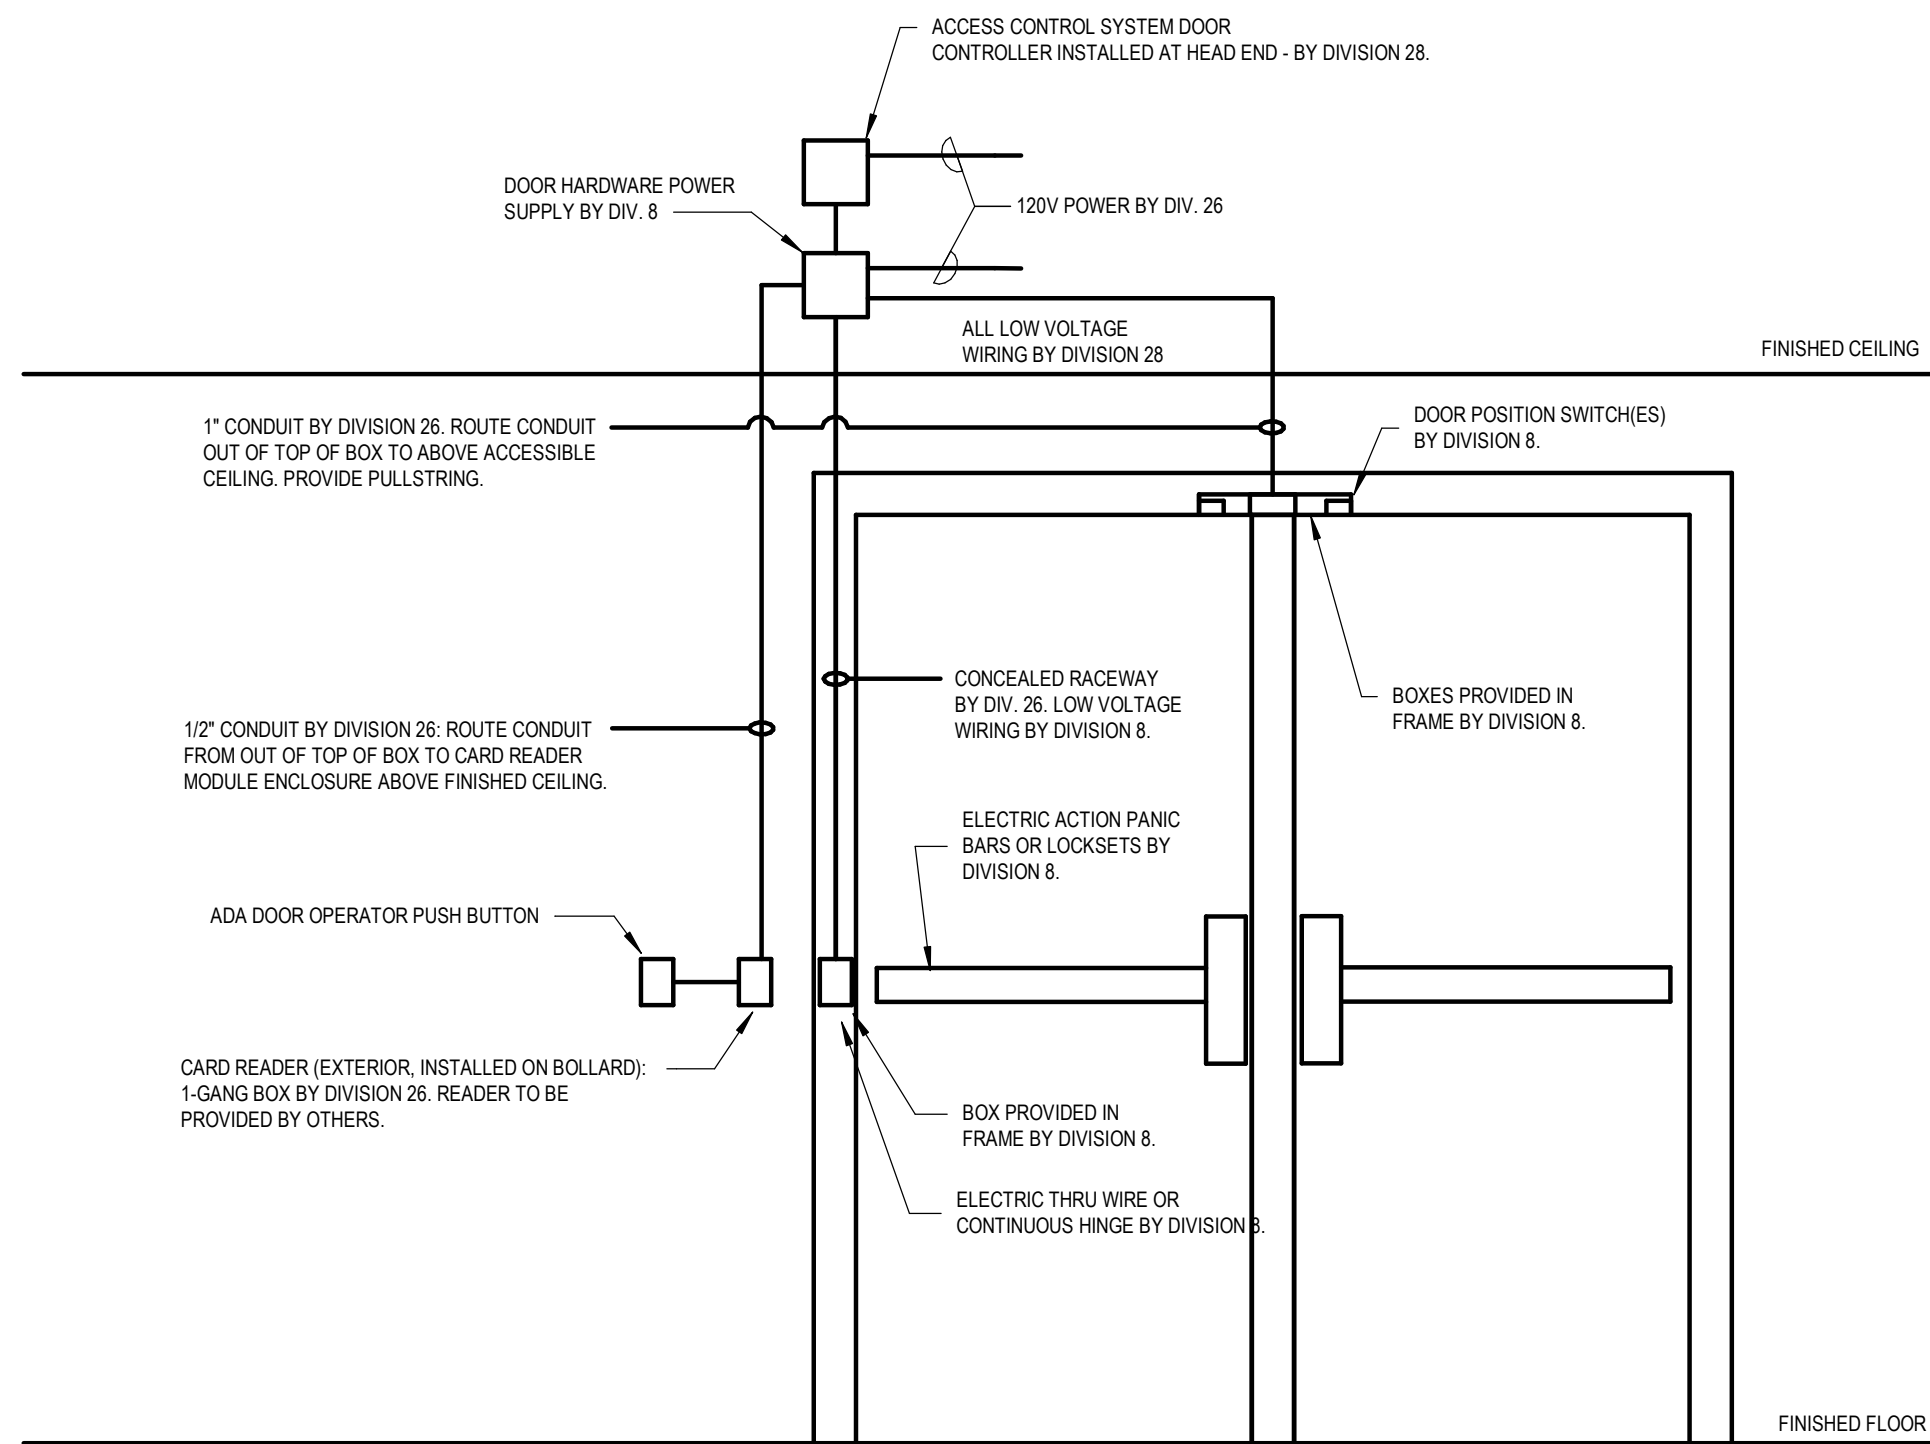 ACCESS CONTROL SYSTEM DOOR
CONTROLLER INSTALLED AT HEAD END - BY DIVISION 28.
DOOR HARDWARE POWER
SUPPLY BY DIV. 8
120V POWER BY DIV. 26
ALL LOW VOLTAGE
WIRING BY DIVISION 28
FINISHED CEILING
1" CONDUIT BY DIVISION 26. ROUTE CONDUIT
OUT OF TOP OF BOX TO ABOVE ACCESSIBLE
CEILING. PROVIDE PULLSTRING.
DOOR POSITION SWITCH(ES)
BY DIVISION 8.
CONCEALED RACEWAY
BY DIV. 26. LOW VOLTAGE
WIRING BY DIVISION 8.
BOXES PROVIDED IN
FRAME BY DIVISION 8.
1/2" CONDUIT BY DIVISION 26: ROUTE CONDUIT
FROM OUT OF TOP OF BOX TO CARD READER
MODULE ENCLOSURE ABOVE FINISHED CEILING.
ELECTRIC ACTION PANIC
BARS OR LOCKSETS BY
DIVISION 8.
ADA DOOR OPERATOR PUSH BUTTON
CARD READER (EXTERIOR, INSTALLED ON BOLLARD):
1-GANG BOX BY DIVISION 26. READER TO BE
PROVIDED BY OTHERS.
BOX PROVIDED IN
FRAME BY DIVISION 8.
ELECTRIC THRU WIRE OR
CONTINUOUS HINGE BY DIVISION 8.
FINISHED FLOOR